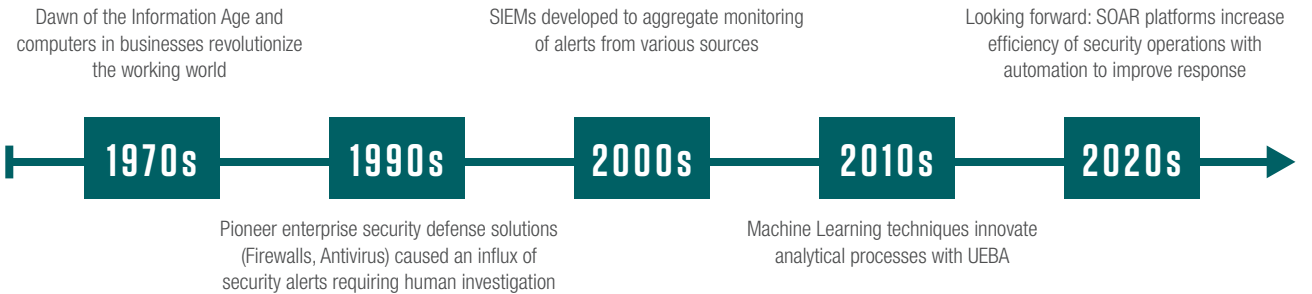 Dawn of the Information Age and
computers in businesses revolutionize
the working world
SIEMs developed to aggregate monitoring
of alerts from various sources
Looking forward: SOAR platforms increase
efficiency of security operations with
automation to improve response
1970s
1990s
2000s
2010s
2020s
Pioneer enterprise security defense solutions
(Firewalls, Antivirus) caused an influx of
security alerts requiring human investigation
Machine Learning techniques innovate
analytical processes with UEBA